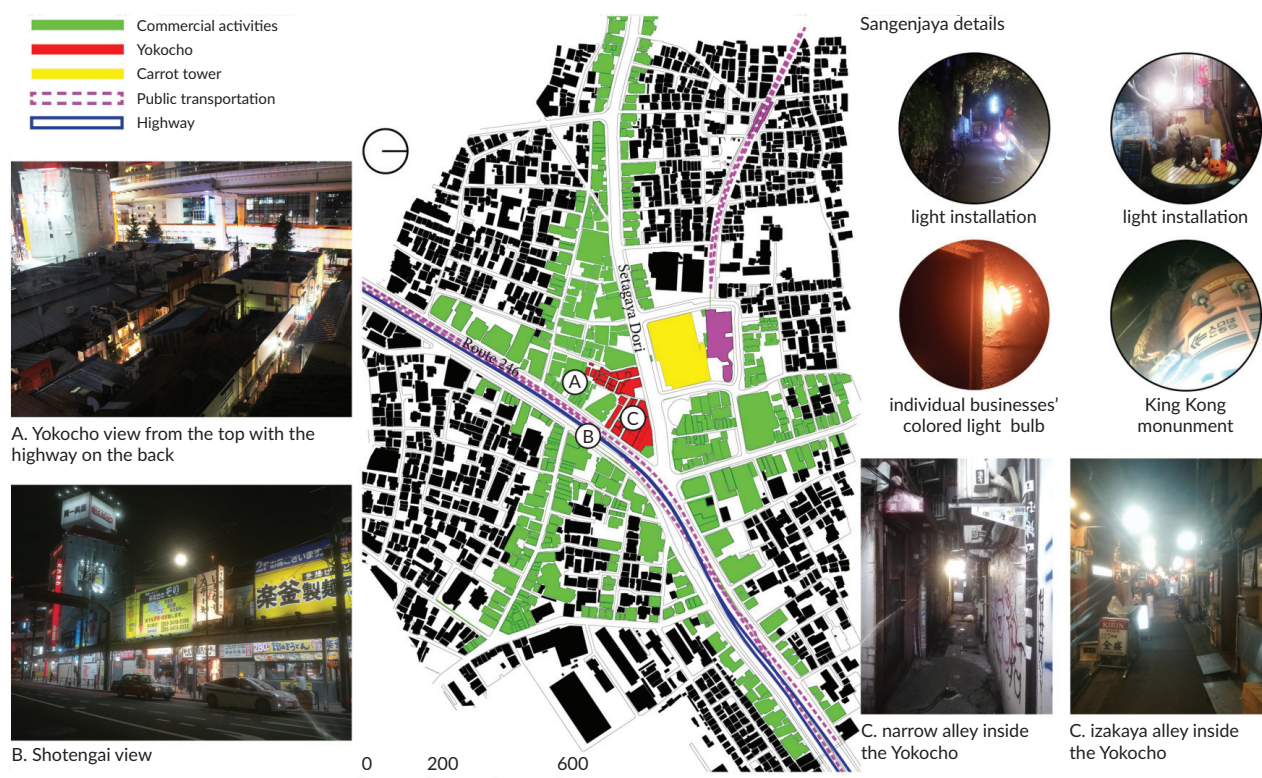 Commercial activities
Yokocho
Carrot tower
Public transportation
Highway
A. Yokocho view from the top with the
highway on the back
楽釜製麺
B. Shotengai view
Setagaya Dori
Route 246
A
B
C
0 200 600
Sangenjaya details
light installation
light installation
individual businesses’
colored light bulb
King Kong
monunment
KIRIN
C. narrow alley inside
the Yokocho
C. izakaya alley inside
the Yokocho